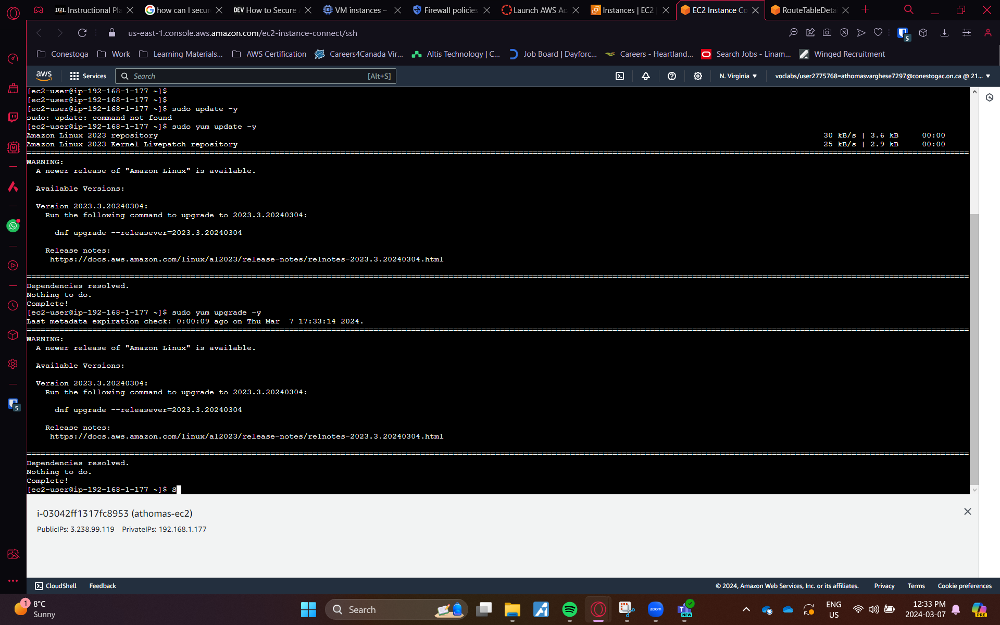 D2L Instructional Pla
how can I secur
DEV How to Secure
VM instances –
Firewall policies
Launch AWS Ac
Instances | EC2
EC2 Instance Co
RouteTableDeta
us-east-1.console.aws.amazon.com/ec2-instance-connect/ssh
5
Conestoga
Work
Learning Materials...
AWS Certification
Careers4Canada Vir...
Altis Technology | C...
Job Board | Dayforc...
Careers - Heartland...
Search Jobs - Linam...
Winged Recruitment
aws
Services
Search
[Alt+S]
N. Virginia
voclabs/user2775768=athomasvarghese7297@conestogac.on.ca @ 21...
[ec2-user@ip-192-168-1-177 ~]$
[ec2-user@ip-192-168-1-177 ~]$
[ec2-user@ip-192-168-1-177 ~]$ sudo update -y
sudo: update: command not found
[ec2-user@ip-192-168-1-177 ~]$ sudo yum update -y
Amazon Linux 2023 repository 30 kB/s | 3.6 kB 00:00
Amazon Linux 2023 Kernel Livepatch repository 25 kB/s | 2.9 kB 00:00
WARNING:
A newer release of "Amazon Linux" is available.
Available Versions:
Version 2023.3.20240304:
Run the following command to upgrade to 2023.3.20240304:
dnf upgrade --releasever=2023.3.20240304
Release notes:
https://docs.aws.amazon.com/linux/al2023/release-notes/relnotes-2023.3.20240304.html
Dependencies resolved.
Nothing to do.
Complete!
[ec2-user@ip-192-168-1-177 ~]$ sudo yum upgrade -y
Last metadata expiration check: 0:00:09 ago on Thu Mar  7 17:33:14 2024.
WARNING:
A newer release of "Amazon Linux" is available.
Available Versions:
Version 2023.3.20240304:
Run the following command to upgrade to 2023.3.20240304:
dnf upgrade --releasever=2023.3.20240304
Release notes:
https://docs.aws.amazon.com/linux/al2023/release-notes/relnotes-2023.3.20240304.html
Dependencies resolved.
Nothing to do.
Complete!
[ec2-user@ip-192-168-1-177 ~]$ S
5
i-03042ff1317fc8953 (athomas-ec2)
PublicIPs: 3.238.99.119 PrivateIPs: 192.168.1.177
CloudShell
Feedback
© 2024, Amazon Web Services, Inc. or its affiliates.
Privacy
Terms
Cookie preferences
1
8°C
Sunny
Search
zoom
NEW
ENG
US
12:33 PM
2024-03-07
PRE